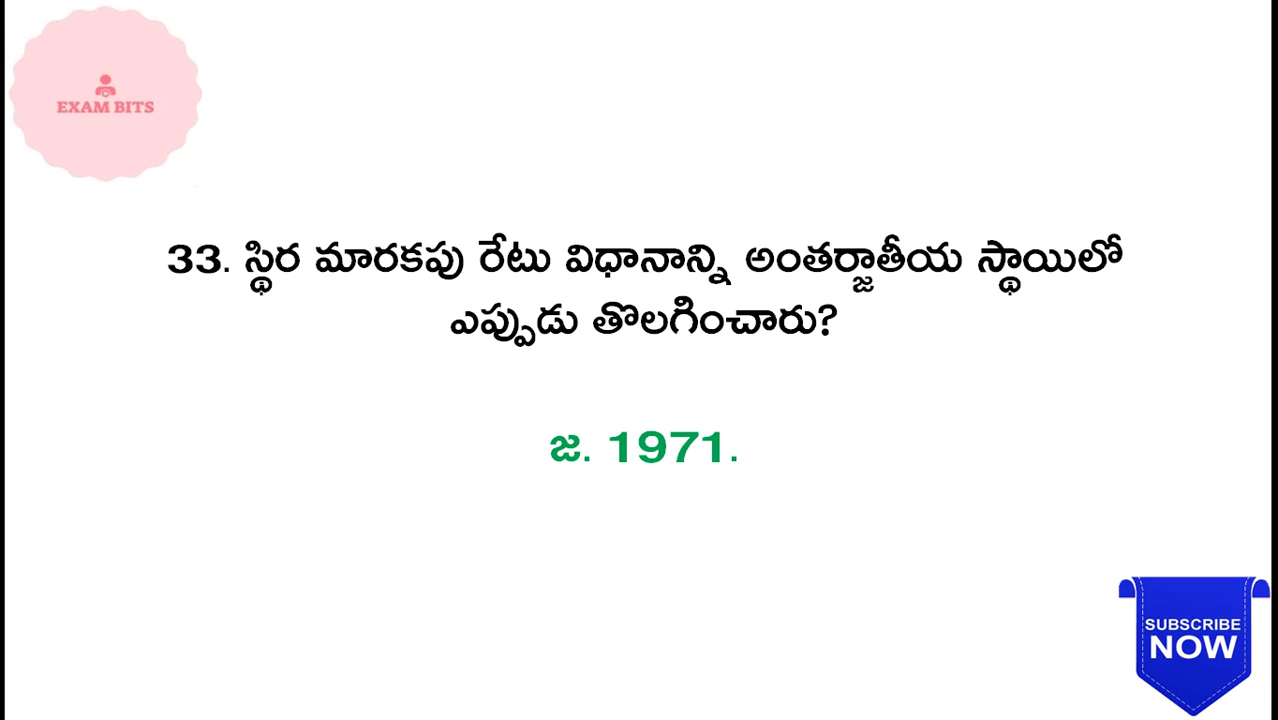 EXAM BITS
33. స్థిర మారకపు రేటు విధానాన్ని అంతర్జాతీయ స్థాయిలో
ఎప్పుడు తొలగించారు?
జ. 1971.
SUBSCRIBE
NOW